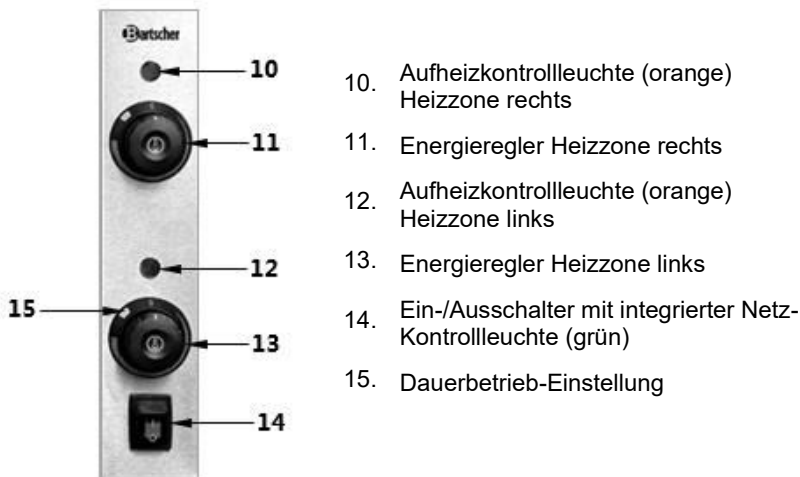 Bartscher
10
11
12
15
13
14
10. Aufheizkontrollleuchte (orange)
Heizzone rechts
11. Energieregler Heizzone rechts
12. Aufheizkontrollleuchte (orange)
Heizzone links
13. Energieregler Heizzone links
14. Ein-/Ausschalter mit integrierter Netz-
Kontrollleuchte (grün)
15. Dauerbetrieb-Einstellung